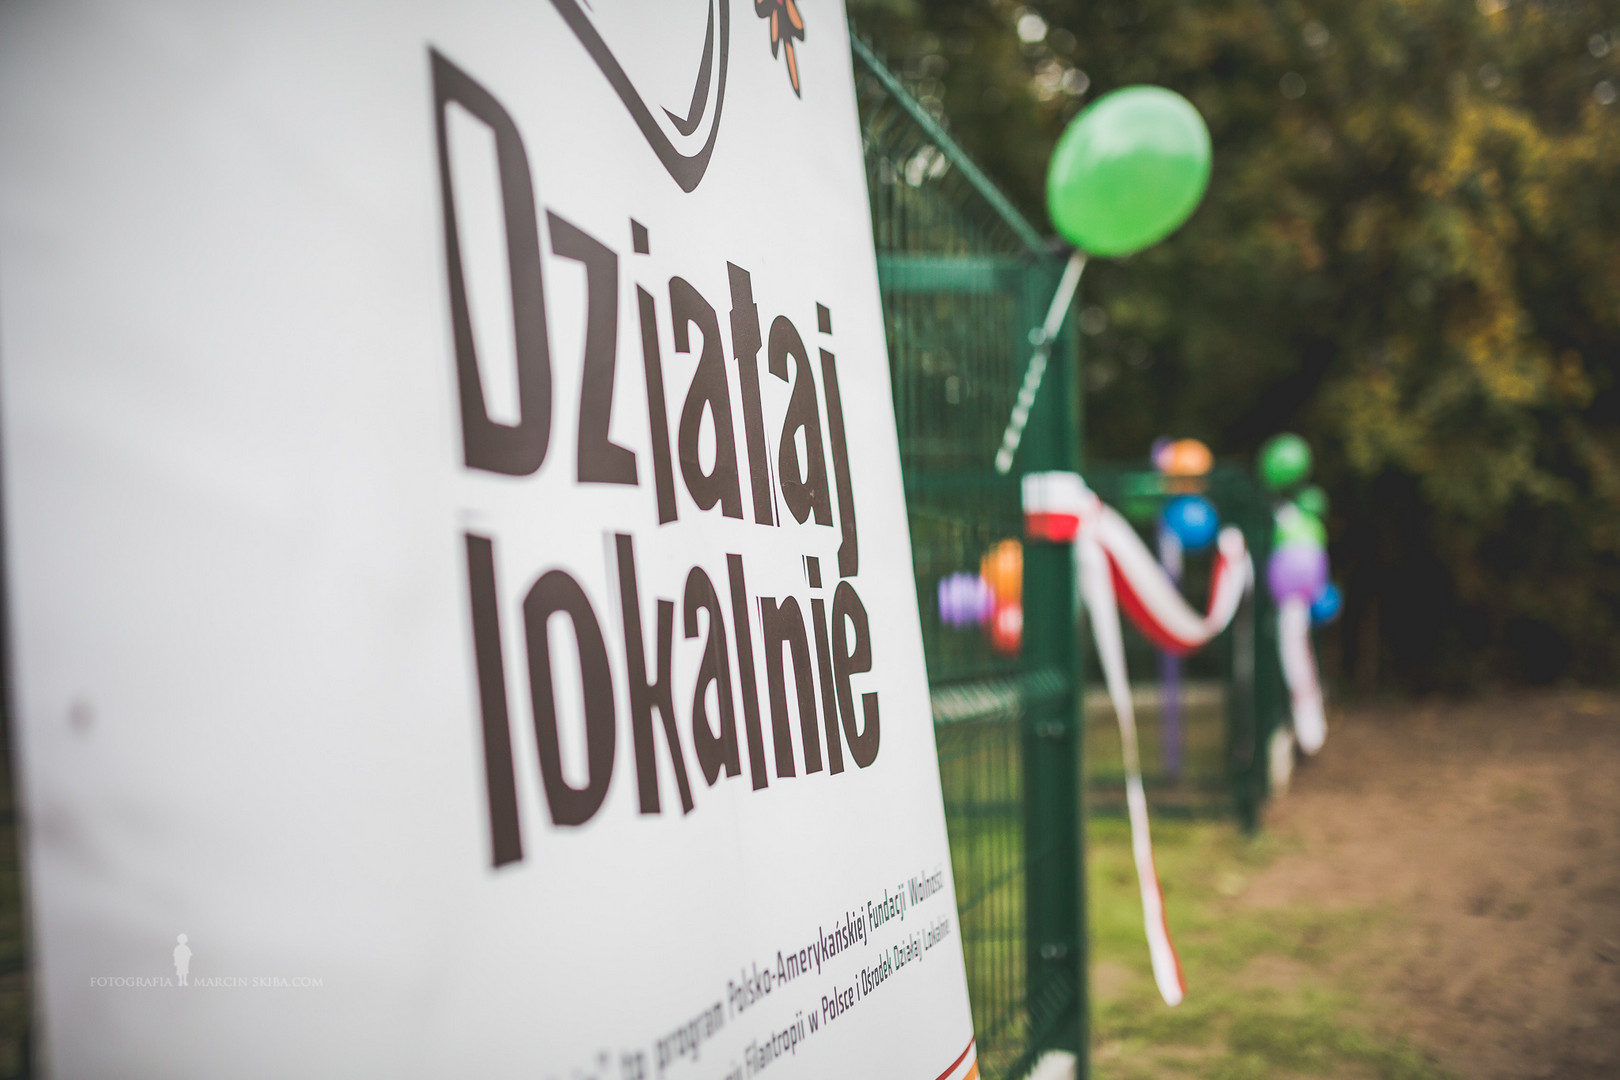 Działaj
lokalnie
to program Polsko-Amerykańskiej Fundacji Wolności
Filantropii w Polsce i Ośrodek Działaj Lokalnie
FOTOGRAFIA MARCIN SKIBA.COM